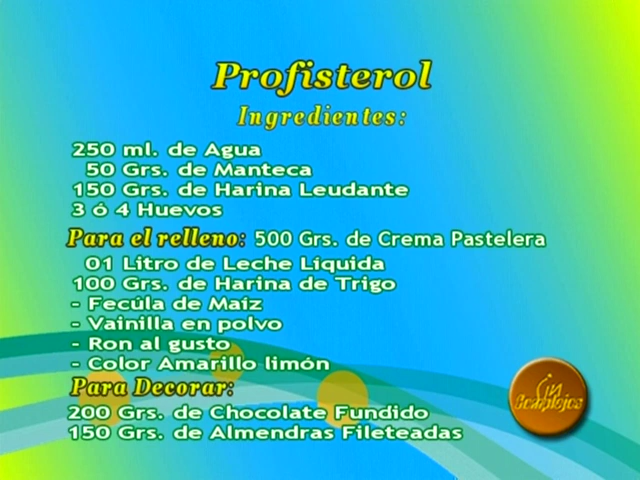 Profisterol
Ingredientes:
250 ml. de Agua
50 Grs. de Manteca
150 Grs. de Harina Leudante
3 ó 4 Huevos
Para el relleno: 500 Grs. de Crema Pastelera
01 Litro de Leche Liquida
100 Grs. de Harina de Trigo
- Fecúla de Maíz
- Vainilla en polvo
- Ron al gusto
- Color Amarillo limón
Para Decorar:
200 Grs. de Chocolate Fundido
150 Grs. de Almendras Fileteadas
Sin
Complejos